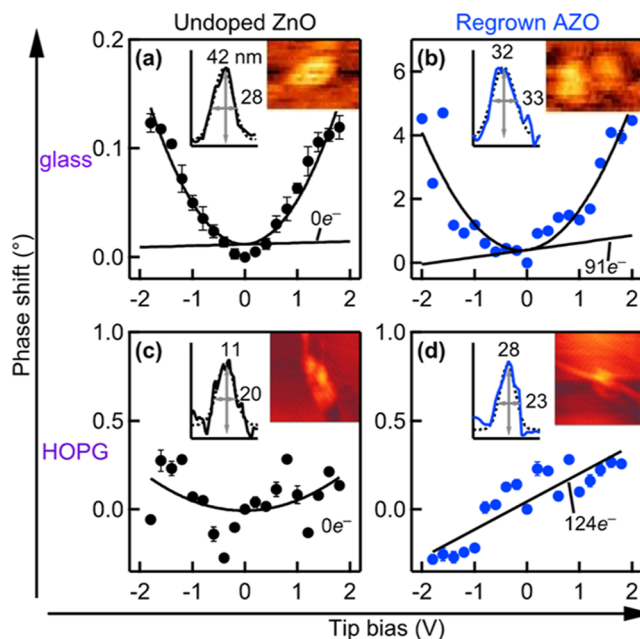 Undoped ZnO
Regrown AZO
Phase shift (°)
glass
HOPG
(a)
42 nm
28
0.2
0.1
0.0
0e⁻
-2 -1 0 1 2
(b)
32
33
6
4
2
0
91e⁻
-2 -1 0 1 2
(c)
11
20
1.0
0.5
0.0
0e⁻
-2 -1 0 1 2
(d)
28
23
1.0
0.5
0.0
124e⁻
-2 -1 0 1 2
Tip bias (V)